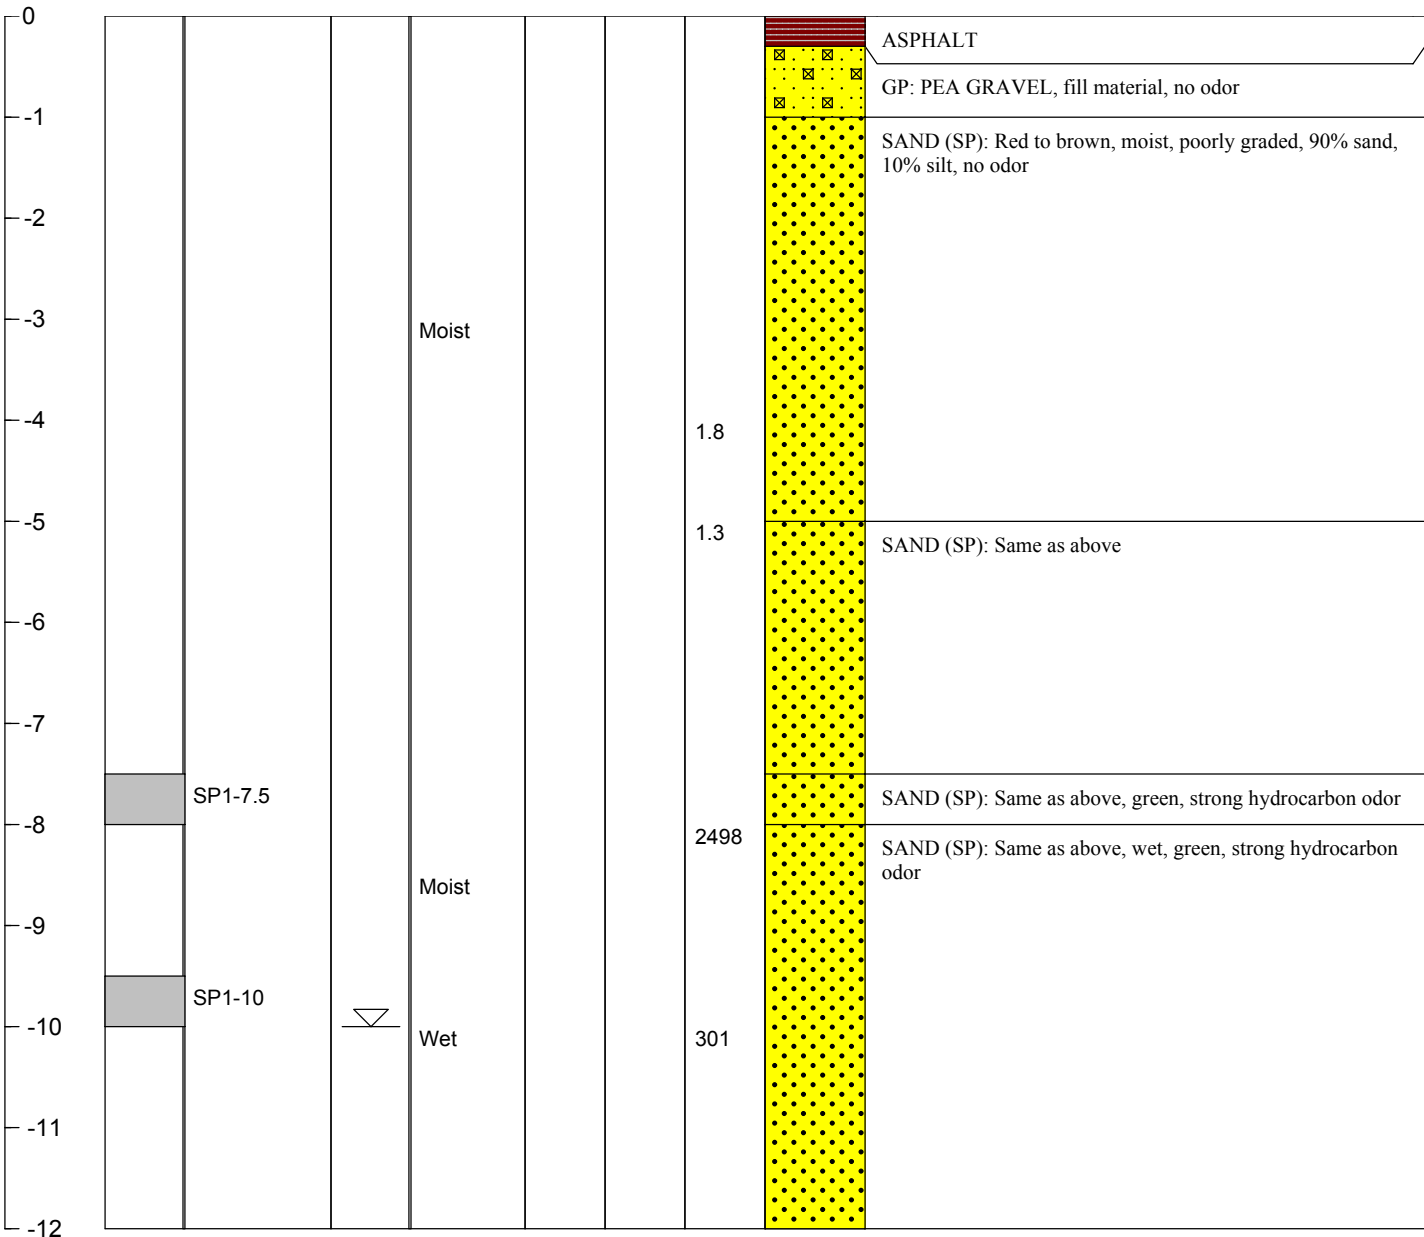 0
ASPHALT
GP: PEA GRAVEL, fill material, no odor
-1
SAND (SP): Red to brown, moist, poorly graded, 90% sand,
10% silt, no odor
-2
-3
Moist
-4
1.8
-5
1.3
SAND (SP): Same as above
-6
-7
SP1-7.5
SAND (SP): Same as above, green, strong hydrocarbon odor
-8
2498
SAND (SP): Same as above, wet, green, strong hydrocarbon
odor
Moist
-9
SP1-10
-10
Wet
301
-11
-12